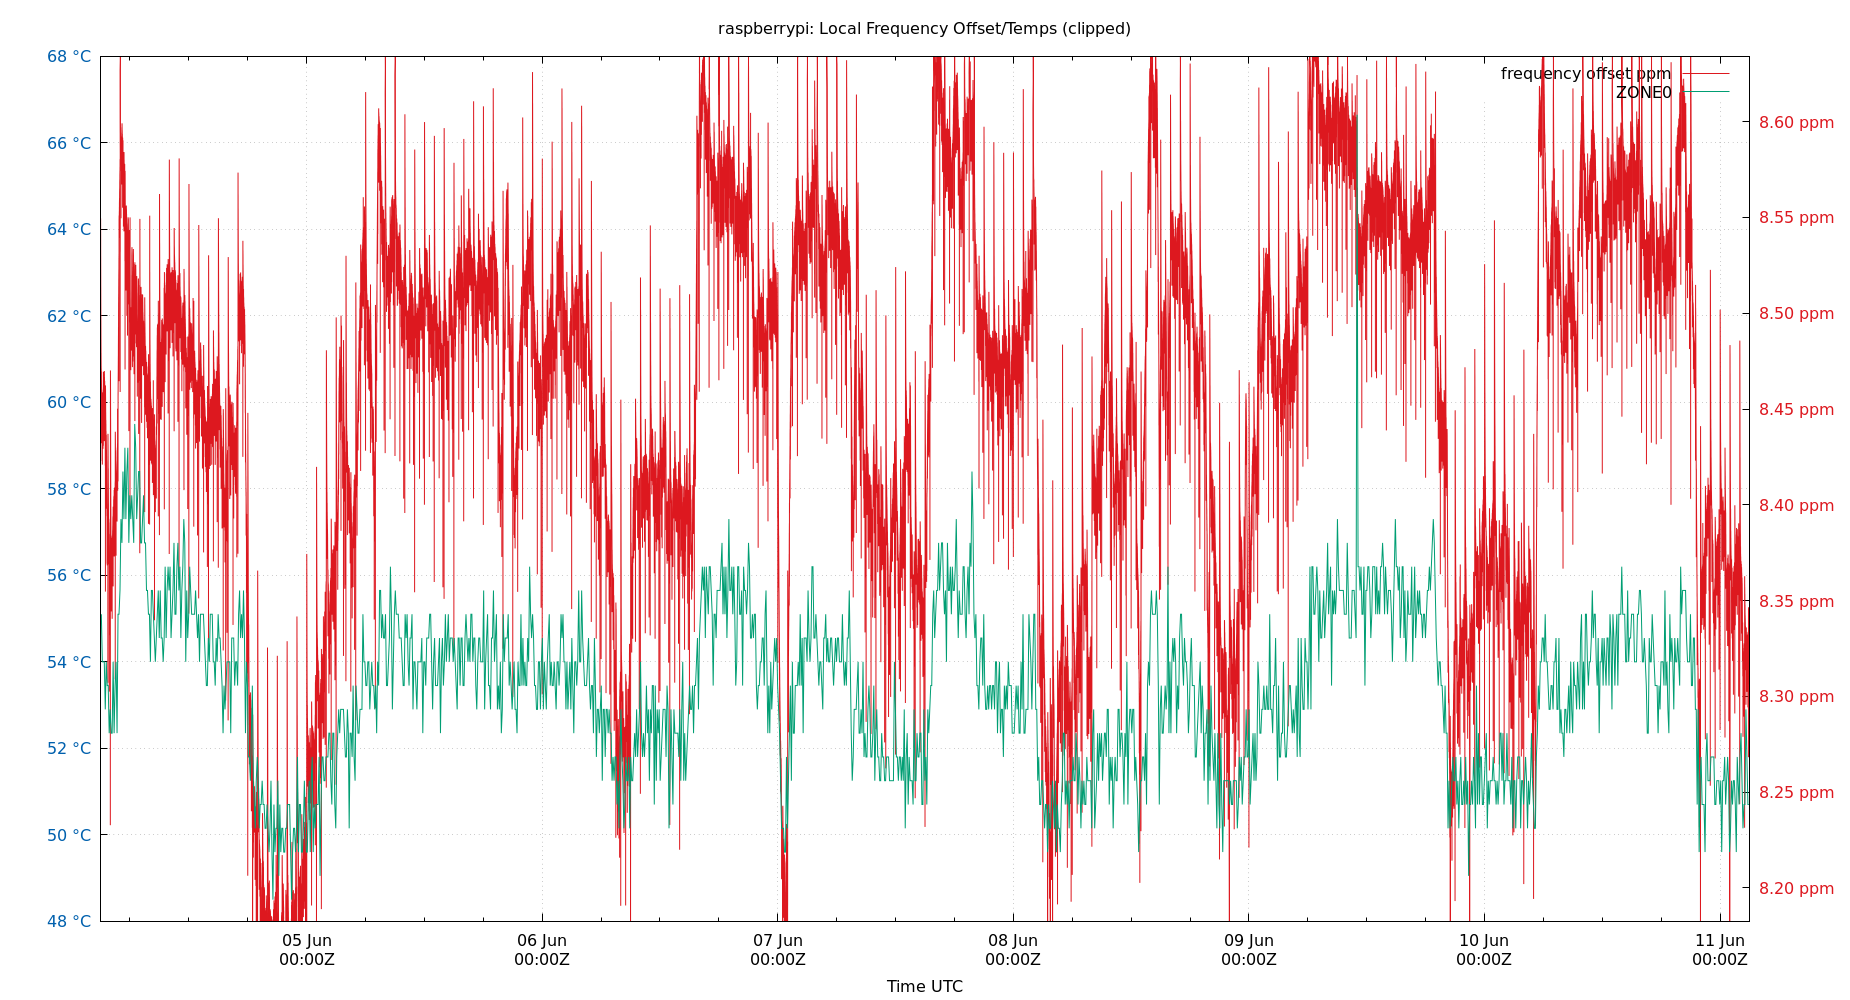 raspberrypi: Local Frequency Offset/Temps (clipped)
frequency offset ppm
ZONE0
68 °C
66 °C
64 °C
62 °C
60 °C
58 °C
56 °C
54 °C
52 °C
50 °C
48 °C
8.60 ppm
8.55 ppm
8.50 ppm
8.45 ppm
8.40 ppm
8.35 ppm
8.30 ppm
8.25 ppm
8.20 ppm
05 Jun 06 Jun 07 Jun 08 Jun 09 Jun 10 Jun 11 Jun
00:00Z 00:00Z 00:00Z 00:00Z 00:00Z 00:00Z 00:00Z
Time UTC